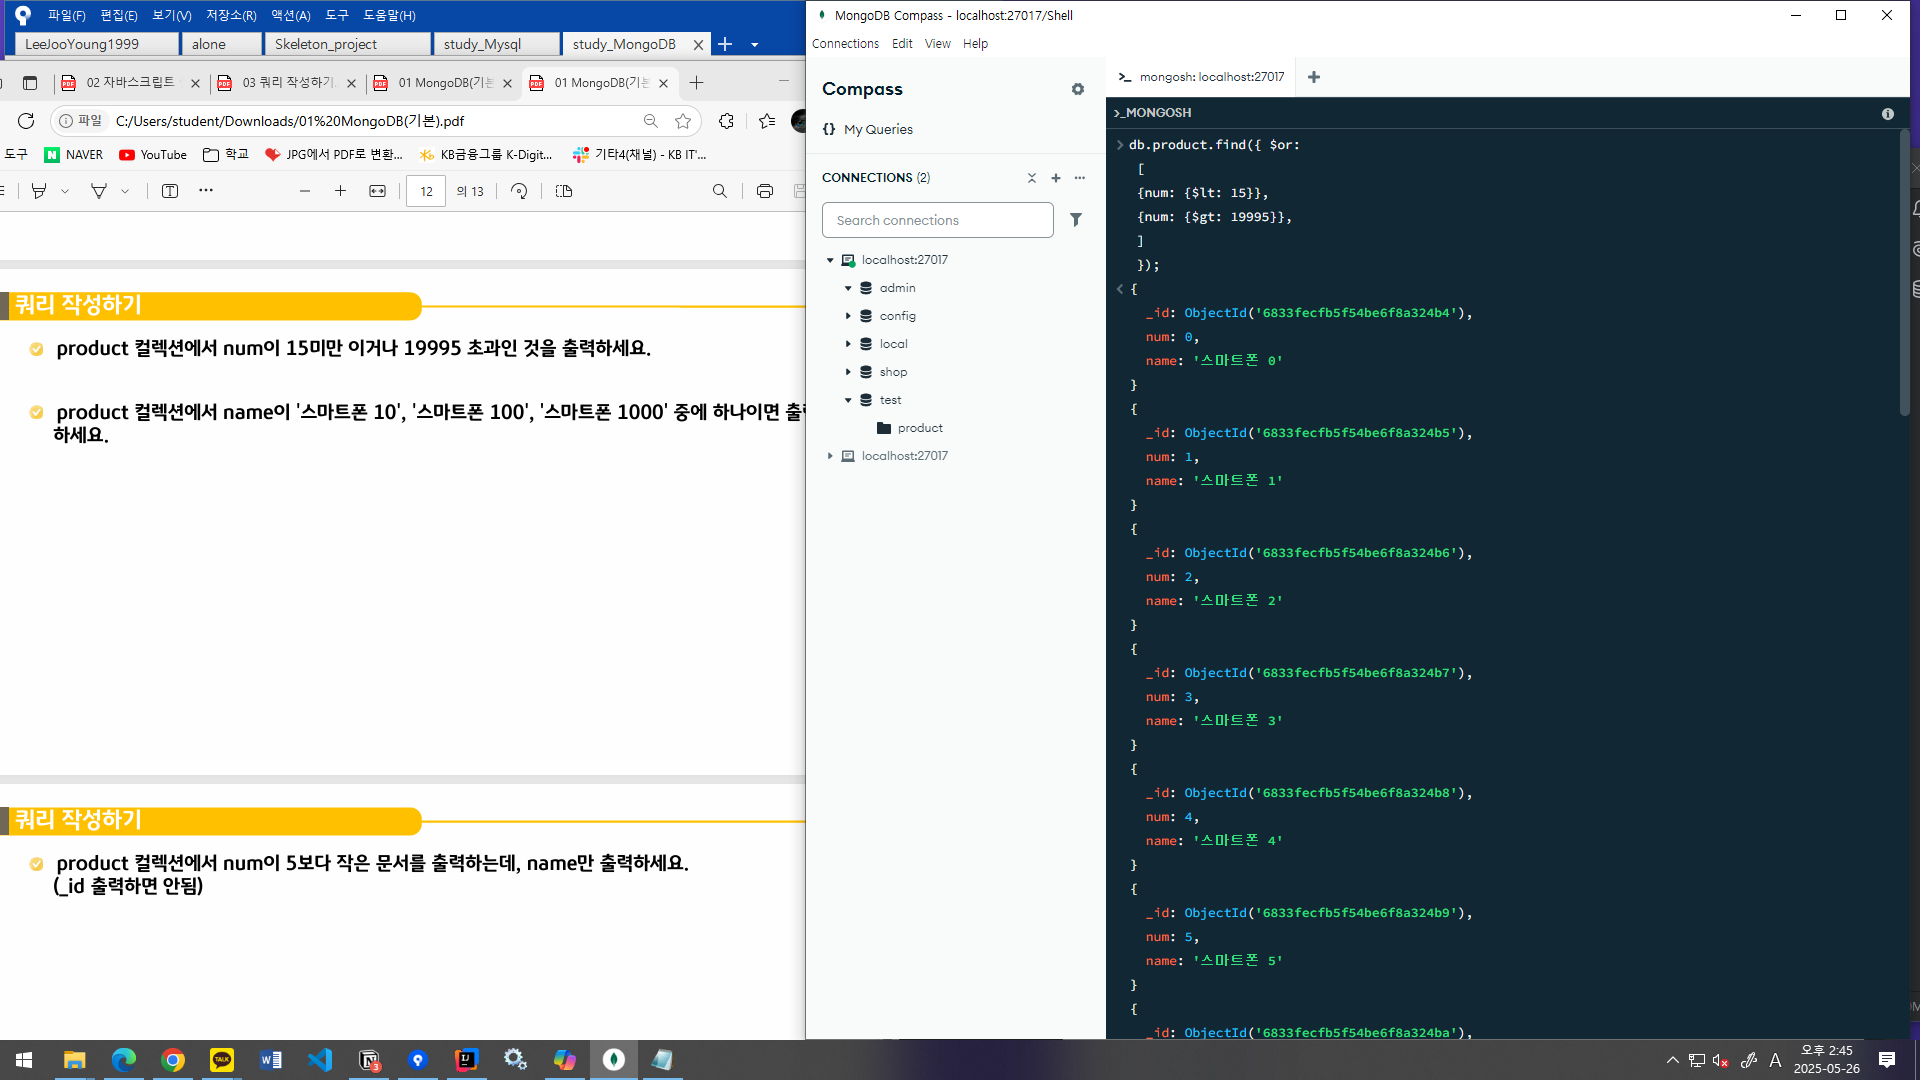 파일(F) 편집(E) 보기(V) 저장소(R) 액션(A) 도구 도움말(H)
LeeJooYoung1999 alone Skeleton_project study_Mysql study_MongoDB
02 자바스크립트 03 쿼리 작성하기 01 MongoDB(기본 01 MongoDB(기본
파일 C:/Users/student/Downloads/01%20MongoDB(기본).pdf
도구 NAVER YouTube 학교 JPG에서 PDF로 변환... KB금융그룹 K-Digit... 기타4(채널) - KB IT'...
12 의 13
쿼리 작성하기
product 컬렉션에서 num이 15미만 이거나 19995 초과인 것을 출력하세요.
product 컬렉션에서 name이 '스마트폰 10', '스마트폰 100', '스마트폰 1000' 중에 하나이면 출력
하세요.
쿼리 작성하기
product 컬렉션에서 num이 5보다 작은 문서를 출력하는데, name만 출력하세요.
(_id 출력하면 안됨)
MongoDB Compass - localhost:27017/Shell
Connections Edit View Help
Compass
{} My Queries
CONNECTIONS (2)
Search connections
localhost:27017
admin
config
local
shop
test
product
localhost:27017
>_ mongosh: localhost:27017
>_MONGOSH
db.product.find({ $or:
[
{num: {$lt: 15}},
{num: {$gt: 19995}},
]
});
{
_id: ObjectId('6833fecfb5f54be6f8a324b4'),
num: 0,
name: '스마트폰 0'
}
{
_id: ObjectId('6833fecfb5f54be6f8a324b5'),
num: 1,
name: '스마트폰 1'
}
{
_id: ObjectId('6833fecfb5f54be6f8a324b6'),
num: 2,
name: '스마트폰 2'
}
{
_id: ObjectId('6833fecfb5f54be6f8a324b7'),
num: 3,
name: '스마트폰 3'
}
{
_id: ObjectId('6833fecfb5f54be6f8a324b8'),
num: 4,
name: '스마트폰 4'
}
{
_id: ObjectId('6833fecfb5f54be6f8a324b9'),
num: 5,
name: '스마트폰 5'
}
{
_id: ObjectId('6833fecfb5f54be6f8a324ba'),
TALK 3 IJ A 오후 2:45
2025-05-26